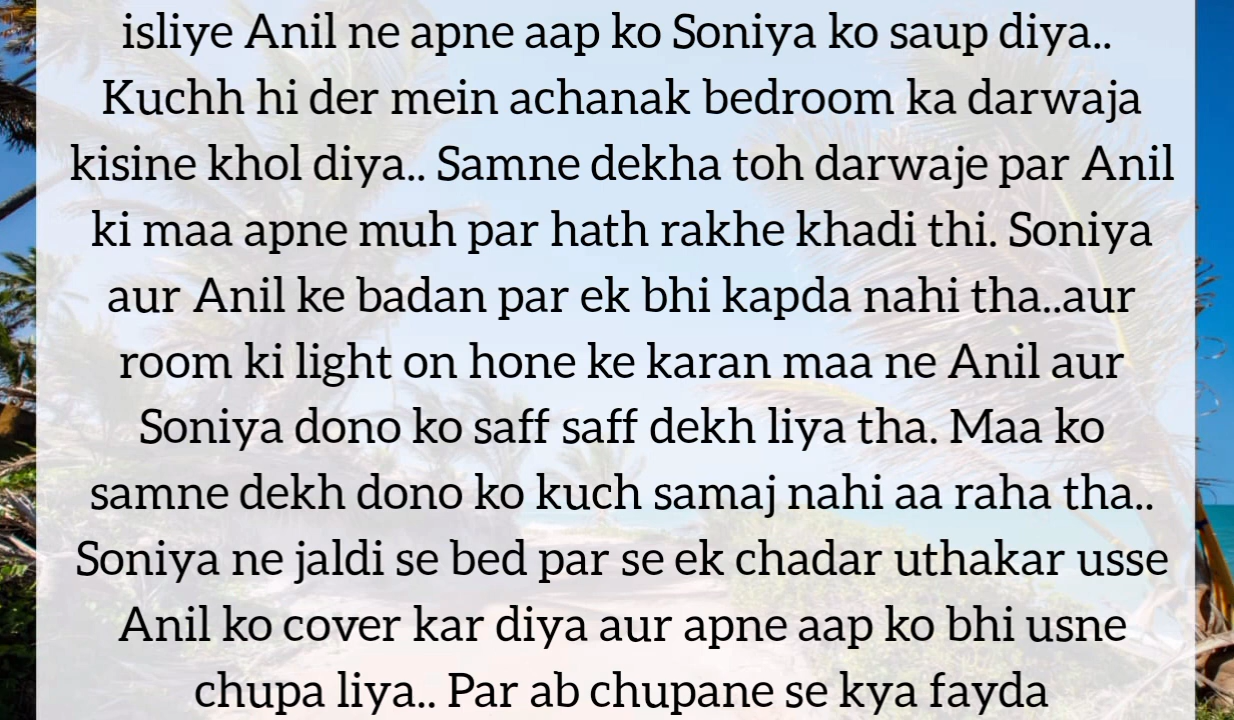 isliye Anil ne apne aap ko Soniya ko saup diya..
Kuchh hi der mein achanak bedroom ka darwaja
kisine khol diya.. Samne dekha toh darwaje par Anil
ki maa apne muh par hath rakhe khadi thi. Soniya
aur Anil ke badan par ek bhi kapda nahi tha..aur
room ki light on hone ke karan maa ne Anil aur
Soniya dono ko saff saff dekh liya tha. Maa ko
samne dekh dono ko kuch samaj nahi aa raha tha..
Soniya ne jaldi se bed par se ek chadar uthakar usse
Anil ko cover kar diya aur apne aap ko bhi usne
chupa liya.. Par ab chupane se kya fayda